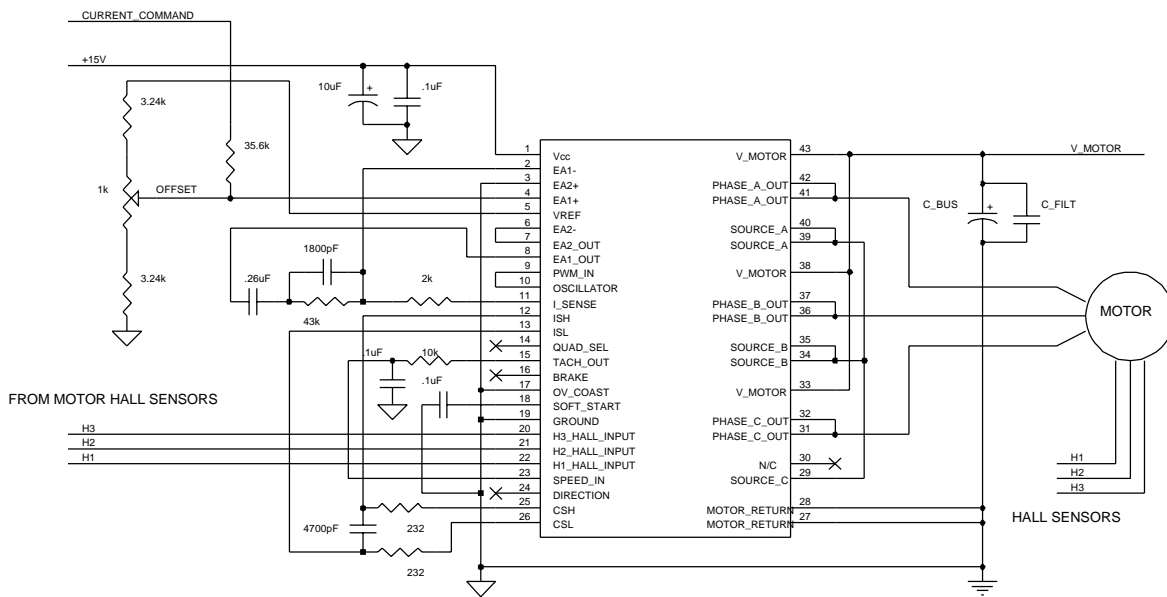 CURRENT_COMMAND
+15V
10uF
+
.1uF
3.24k
35.6k
1k
OFFSET
3.24k
1800pF
.26uF
2k
43k
.1uF
10k
.1uF
FROM MOTOR HALL SENSORS
H3
H2
H1
4700pF
232
232
1 Vcc
2 EA1-
3 EA2+
4 EA1+
5 VREF
6 EA2-
7 EA2_OUT
8 EA1_OUT
9 PWM_IN
10 OSCILLATOR
11 I_SENSE
12 ISH
13 ISL
14 QUAD_SEL
15 TACH_OUT
16 BRAKE
17 OV_COAST
18 SOFT_START
19 GROUND
20 H3_HALL_INPUT
21 H2_HALL_INPUT
22 H1_HALL_INPUT
23 SPEED_IN
24 DIRECTION
25 CSH
26 CSL
V_MOTOR 43
PHASE_A_OUT 42
PHASE_A_OUT 41
SOURCE_A 40
SOURCE_A 39
V_MOTOR 38
PHASE_B_OUT 37
PHASE_B_OUT 36
SOURCE_B 35
SOURCE_B 34
V_MOTOR 33
PHASE_C_OUT 32
PHASE_C_OUT 31
N/C 30
SOURCE_C 29
MOTOR_RETURN 28
MOTOR_RETURN 27
V_MOTOR
C_BUS
+
C_FILT
MOTOR
H1
H2
H3
HALL SENSORS